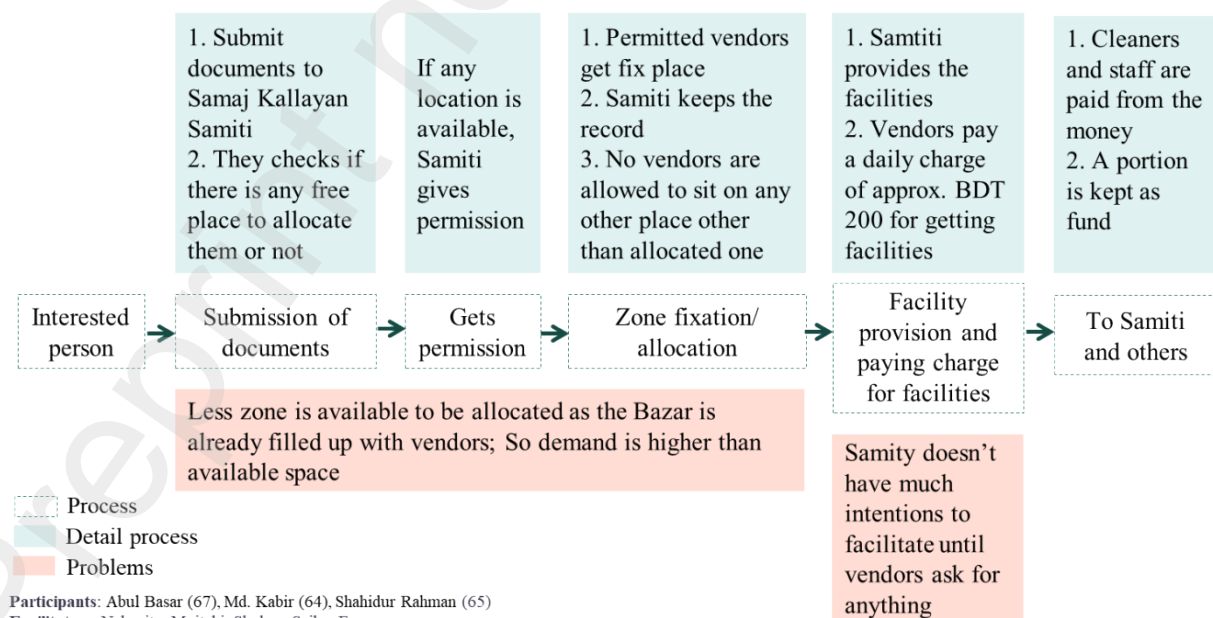 1. Submit
documents to
Samaj Kallayan
Samiti
2. They checks if
there is any free
place to allocate
them or not
If any
location is
available,
Samiti
gives
permission
1. Permitted vendors
get fix place
2. Samiti keeps the
record
3. No vendors are
allowed to sit on any
other place other
than allocated one
1. Samtiti
provides the
facilities
2. Vendors pay
a daily charge
of approx. BDT
200 for getting
facilities
1. Cleaners
and staff are
paid from the
money
2. A portion
is kept as
fund
Interested
person
Submission of
documents
Gets
permission
Zone fixation/
allocation
Facility
provision and
paying charge
for facilities
To Samiti
and others
Less zone is available to be allocated as the Bazar is
already filled up with vendors; So demand is higher than
available space
Samity doesn't
have much
intentions to
facilitate until
vendors ask for
anything
Process
Detail process
Problems
Participants: Abul Basar (67), Md. Kabir (64), Shahidur Rahman (65)
preprint